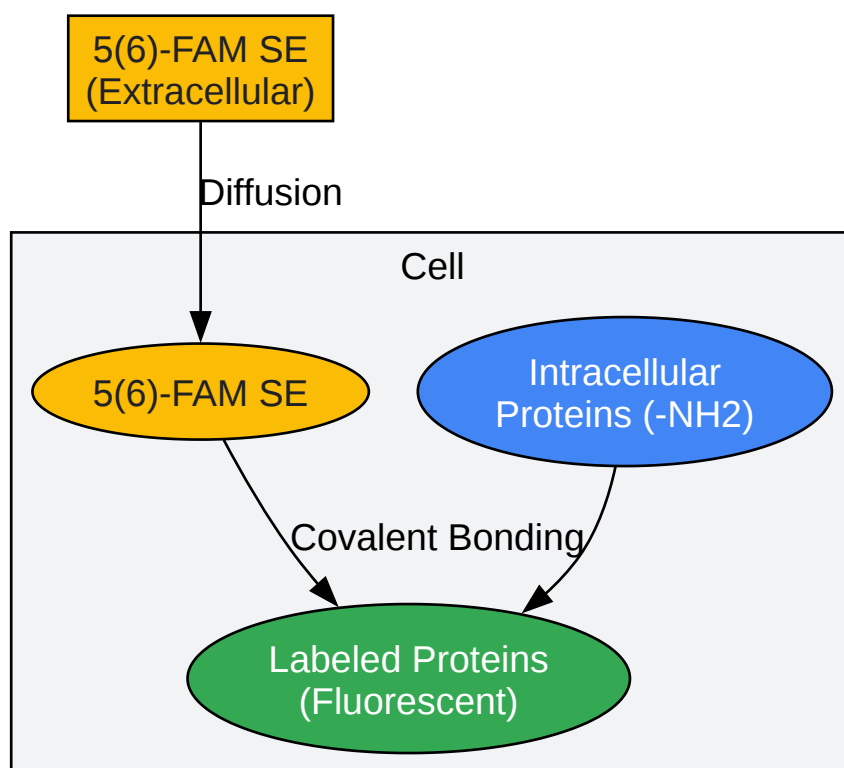 5(6)-FAM SE
(Extracellular)
Diffusion
Cell
5(6)-FAM SE
Intracellular
Proteins (-NH2)
Covalent Bonding
Labeled Proteins
(Fluorescent)